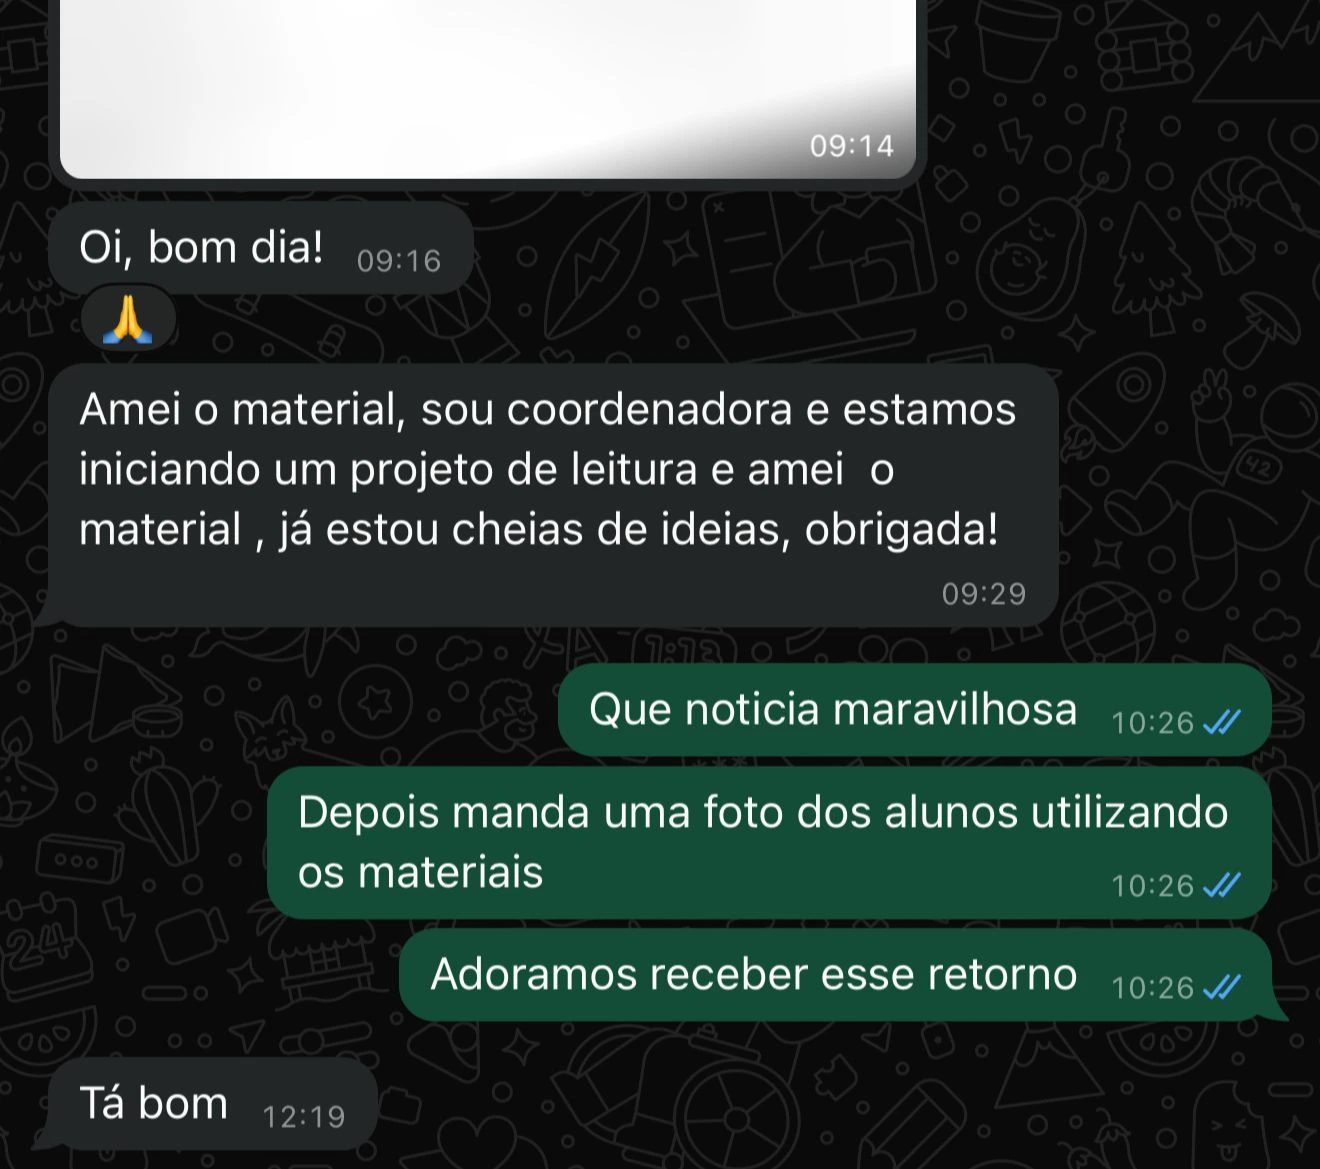 09:14
Oi, bom dia! 09:16
🙏
Amei o material, sou coordenadora e estamos
iniciando um projeto de leitura e amei  o
material , já estou cheias de ideias, obrigada!
09:29
Que noticia maravilhosa 10:26
Depois manda uma foto dos alunos utilizando
os materiais 10:26
Adoramos receber esse retorno 10:26
Tá bom 12:19